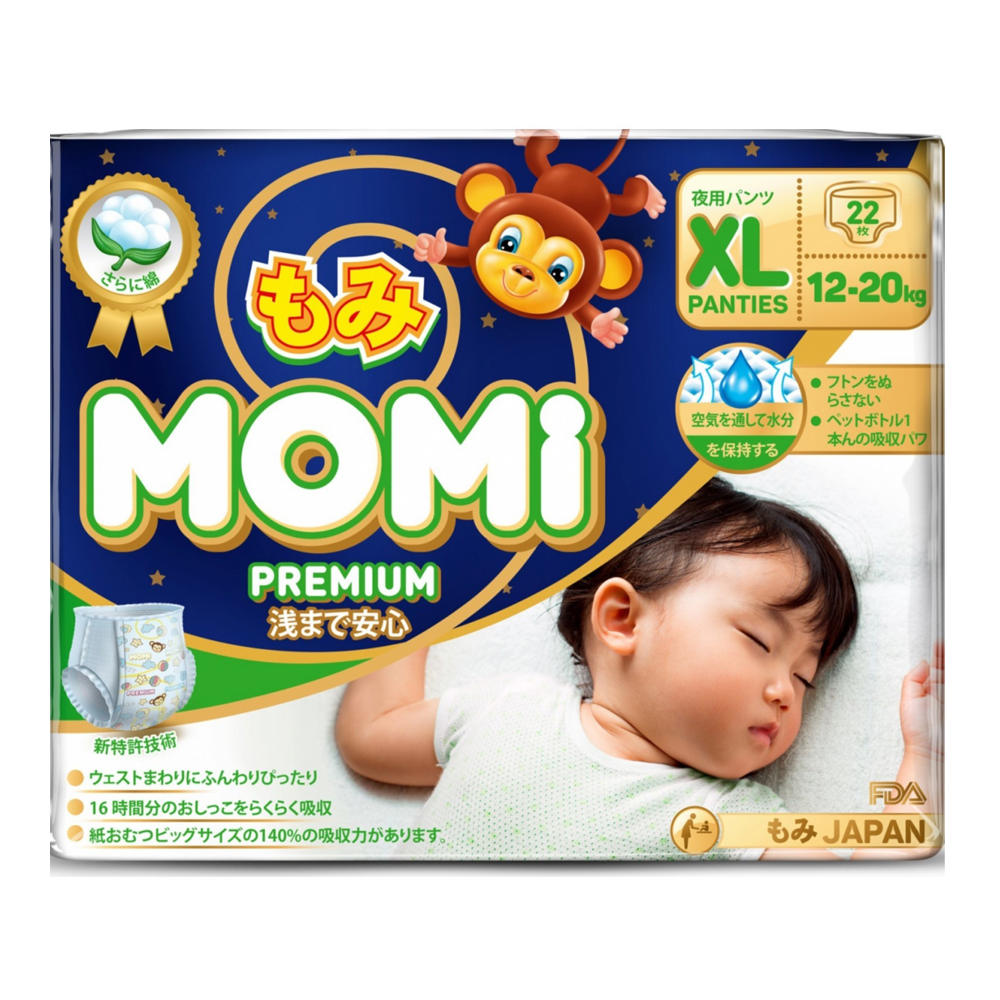 さらに綿
もみ
MOMi
PREMIUM
浅まで安心
夜用パンツ
XL
PANTIES
22
枚
12-20kg
空気を通して水分
を保持する
• フトンをぬ
らさない
• ペットボトル1
本んの吸収パワ
MOMi
PREMIUM
新特許技術
ウェストまわりにふんわりぴったり
16 時間分のおしっこをらくらく吸収
紙おむつビッグサイズの140%の吸収力があります。
FDA
もみ JAPAN